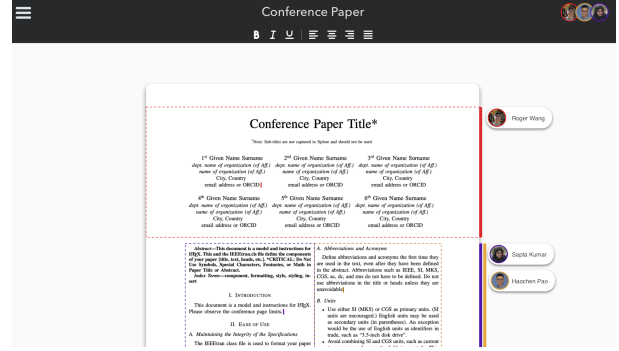 Conference Paper
B I U
Conference Paper Title*
*Note: Sub-titles are not captured in Xplore and should not be used
1st Given Name Surname 2nd Given Name Surname 3rd Given Name Surname
dept. name of organization (of Aff.) dept. name of organization (of Aff.) dept. name of organization (of Aff.)
name of organization (of Aff.) name of organization (of Aff.) name of organization (of Aff.)
City, Country City, Country City, Country
email address or ORCID email address or ORCID email address or ORCID
4th Given Name Surname 5th Given Name Surname 6th Given Name Surname
dept. name of organization (of Aff.) dept. name of organization (of Aff.) dept. name of organization (of Aff.)
name of organization (of Aff.) name of organization (of Aff.) name of organization (of Aff.)
City, Country City, Country City, Country
email address or ORCID email address or ORCID email address or ORCID
Roger Wang
Abstract—This document is a model and instructions for
LATEX. This and the IEEEtran.cls file define the components
of your paper [title, text, heads, etc.]. *CRITICAL: Do Not
Use Symbols, Special Characters, Footnotes, or Math in
Paper Title or Abstract.
Index Terms—component, formatting, style, styling, in-
sert
I. INTRODUCTION
This document is a model and instructions for LATEX.
Please observe the conference page limits.
II. EASE OF USE
A. Maintaining the Integrity of the Specifications
The IEEEtran class file is used to format your paper
A. Abbreviations and Acronyms
Define abbreviations and acronyms the first time they
are used in the text, even after they have been defined
in the abstract. Abbreviations such as IEEE, SI, MKS,
CGS, ac, dc, and rms do not have to be defined. Do not
use abbreviations in the title or heads unless they are
unavoidable
B. Units
• Use either SI (MKS) or CGS as primary units. (SI
units are encouraged.) English units may be used
as secondary units (in parentheses). An exception
would be the use of English units as identifiers in
trade, such as "3.5-inch disk drive".
• Avoid combining SI and CGS units, such as current
Sapta Kumar
Haochen Pao